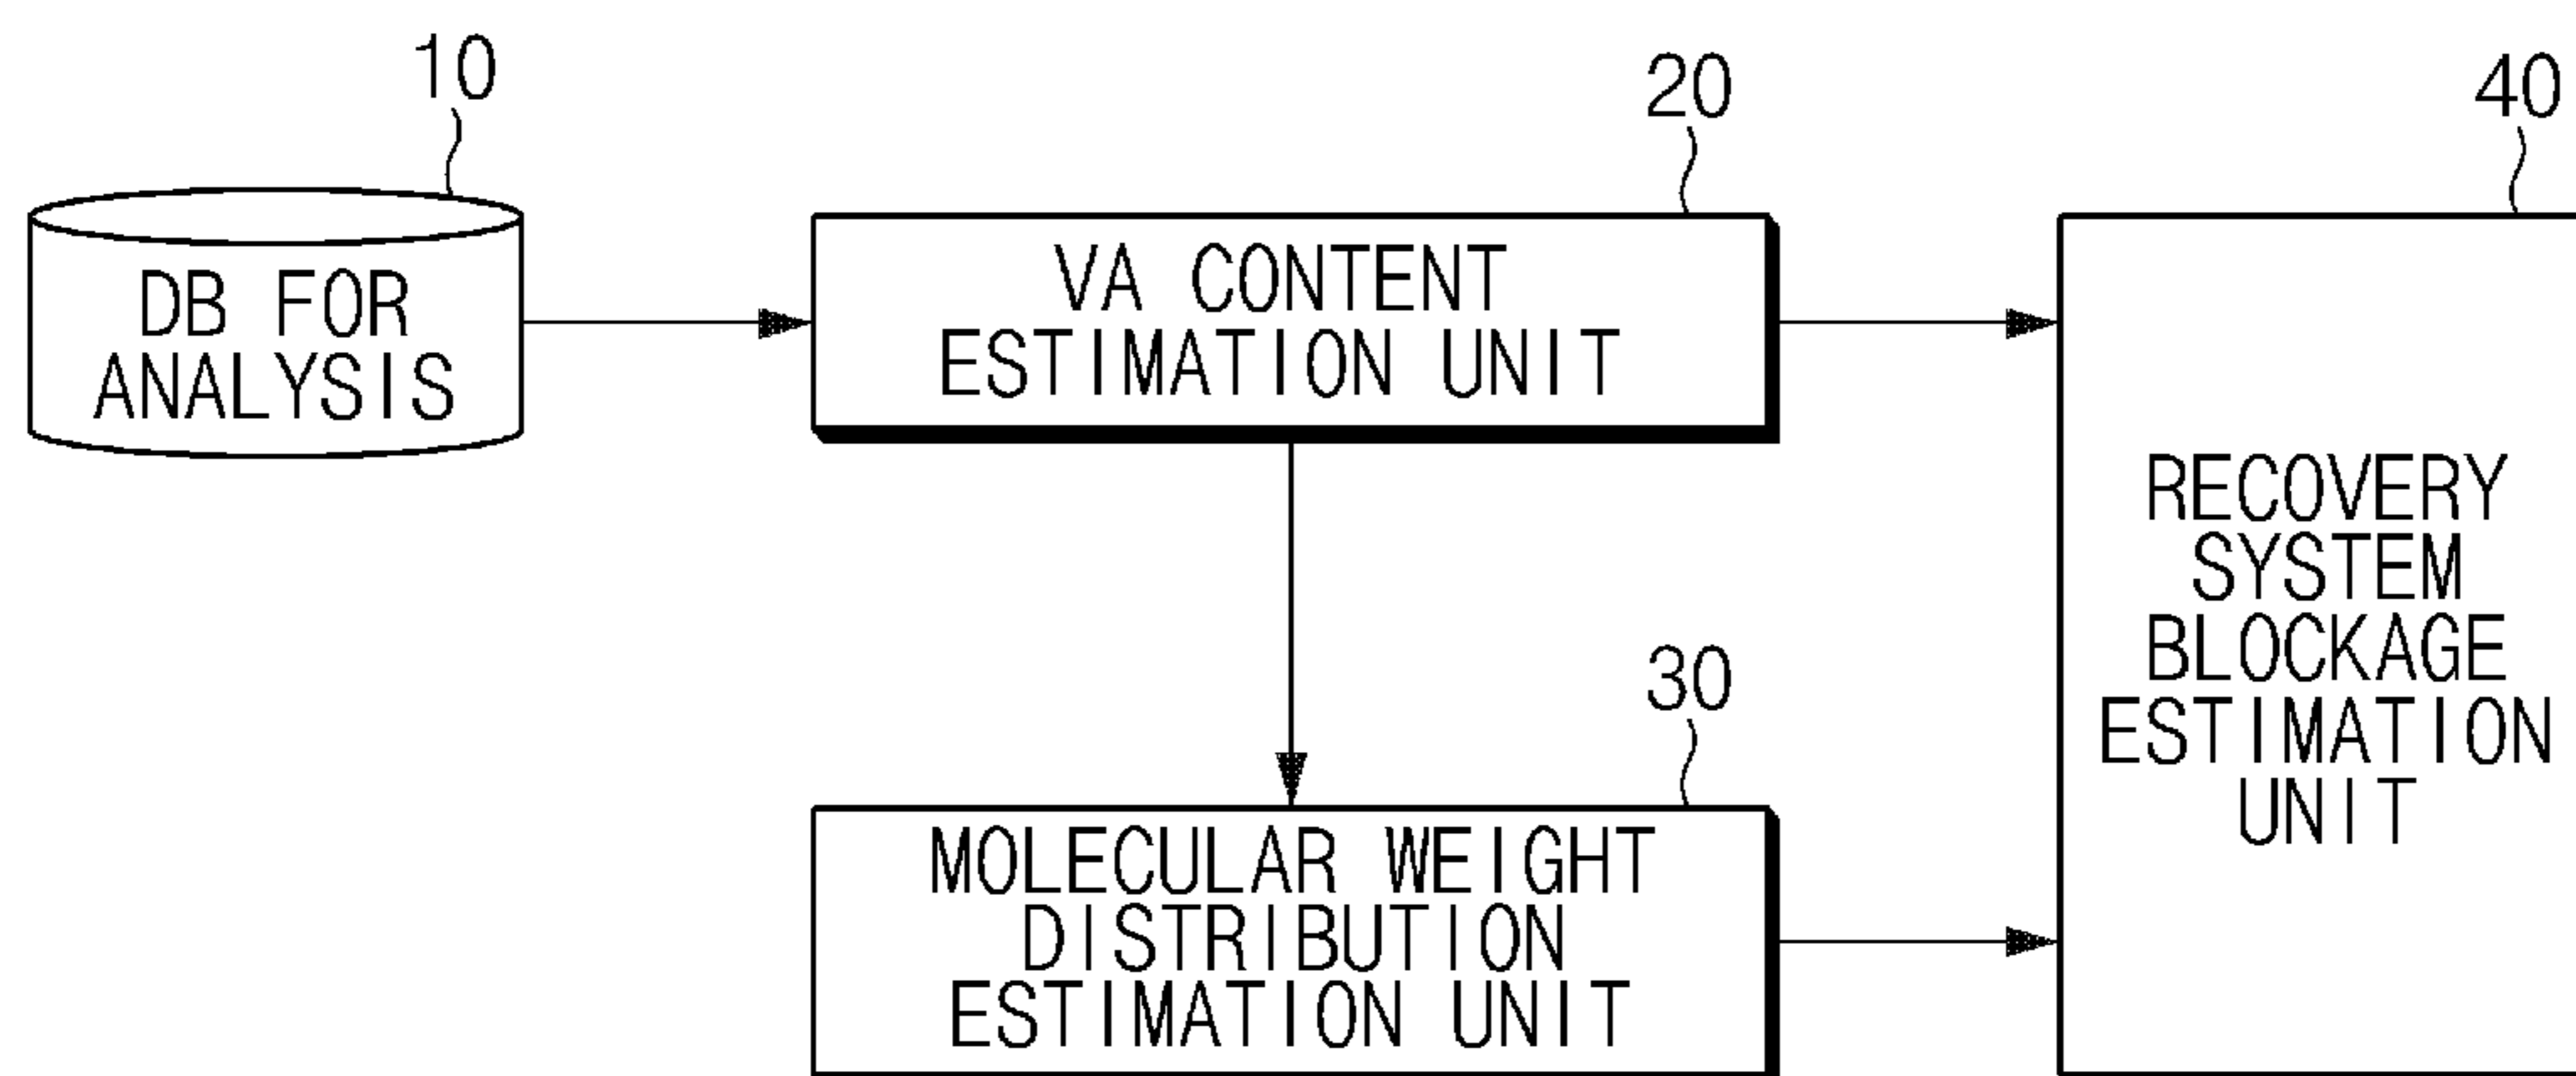 10
20
40
DB FOR
ANALYSIS
VA CONTENT
ESTIMATION UNIT
RECOVERY
SYSTEM
BLOCKAGE
ESTIMATION
UNIT
30
MOLECULAR WEIGHT
DISTRIBUTION
ESTIMATION UNIT